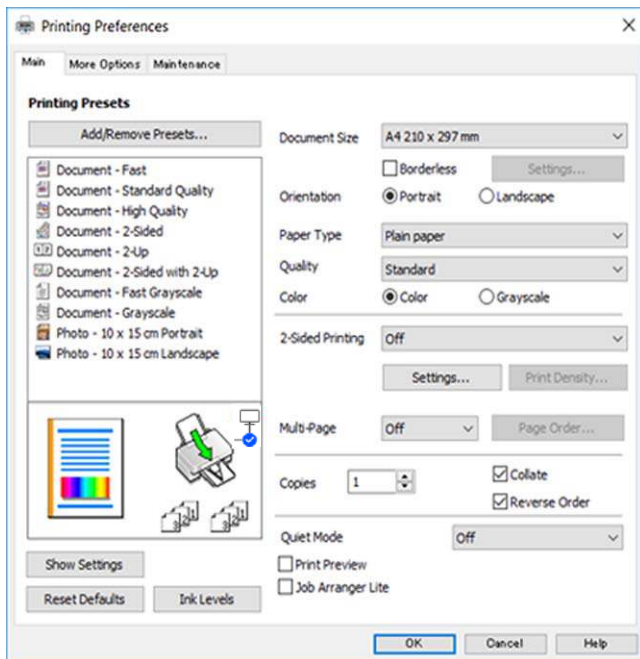 Printing Preferences
Main More Options Maintenance
Printing Presets
Add/Remove Presets...
Document - Fast
Document - Standard Quality
Document - High Quality
Document - 2-Sided
Document - 2-Up
Document - 2-Sided with 2-Up
Document - Fast Grayscale
Document - Grayscale
Photo - 10 x 15 cm Portrait
Photo - 10 x 15 cm Landscape
Show Settings
Reset Defaults Ink Levels
Document Size A4 210 x 297 mm
Borderless Settings...
Orientation Portrait Landscape
Paper Type Plain paper
Quality Standard
Color Color Grayscale
2-Sided Printing Off
Settings... Print Density...
Multi-Page Off Page Order...
Copies 1 Collate
Reverse Order
Quiet Mode Off
Print Preview
Job Arranger Lite
OK Cancel Help